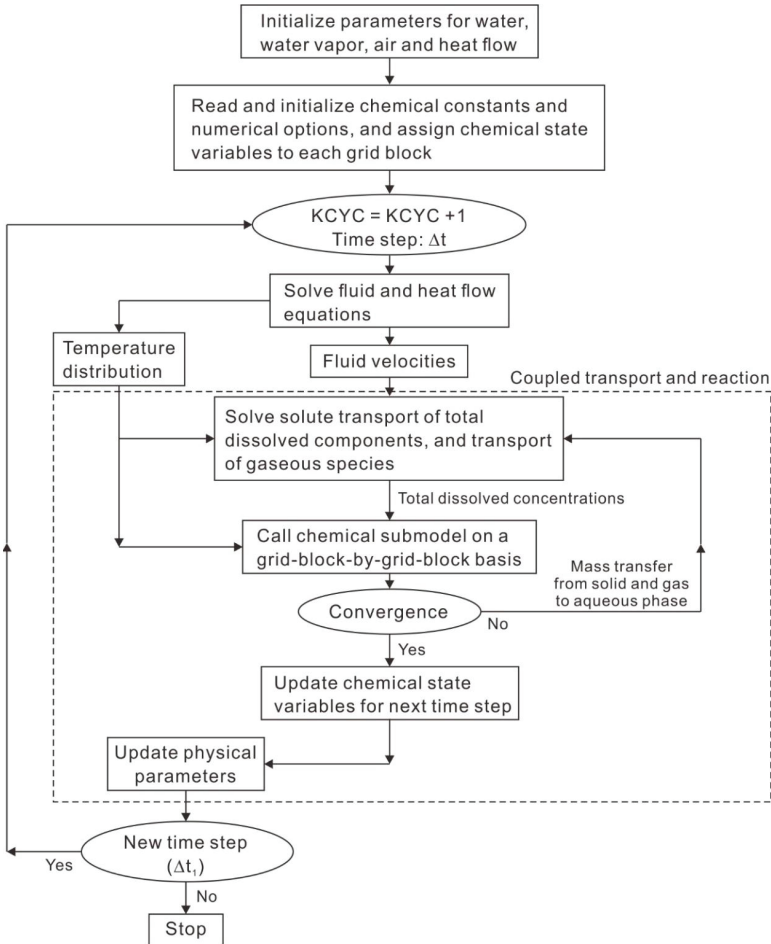 Initialize parameters for water,
water vapor, air and heat flow
Read and initialize chemical constants and
numerical options, and assign chemical state
variables to each grid block
KCYC = KCYC +1
Time step: Δt
Solve fluid and heat flow
equations
Temperature
distribution
Fluid velocities
Coupled transport and reaction
Solve solute transport of total
dissolved components, and transport
of gaseous species
Total dissolved concentrations
Call chemical submodel on a
grid-block-by-grid-block basis
Mass transfer
from solid and gas
to aqueous phase
Convergence
No
Yes
Update chemical state
variables for next time step
Update physical
parameters
New time step
(Δt₁)
Yes
No
Stop